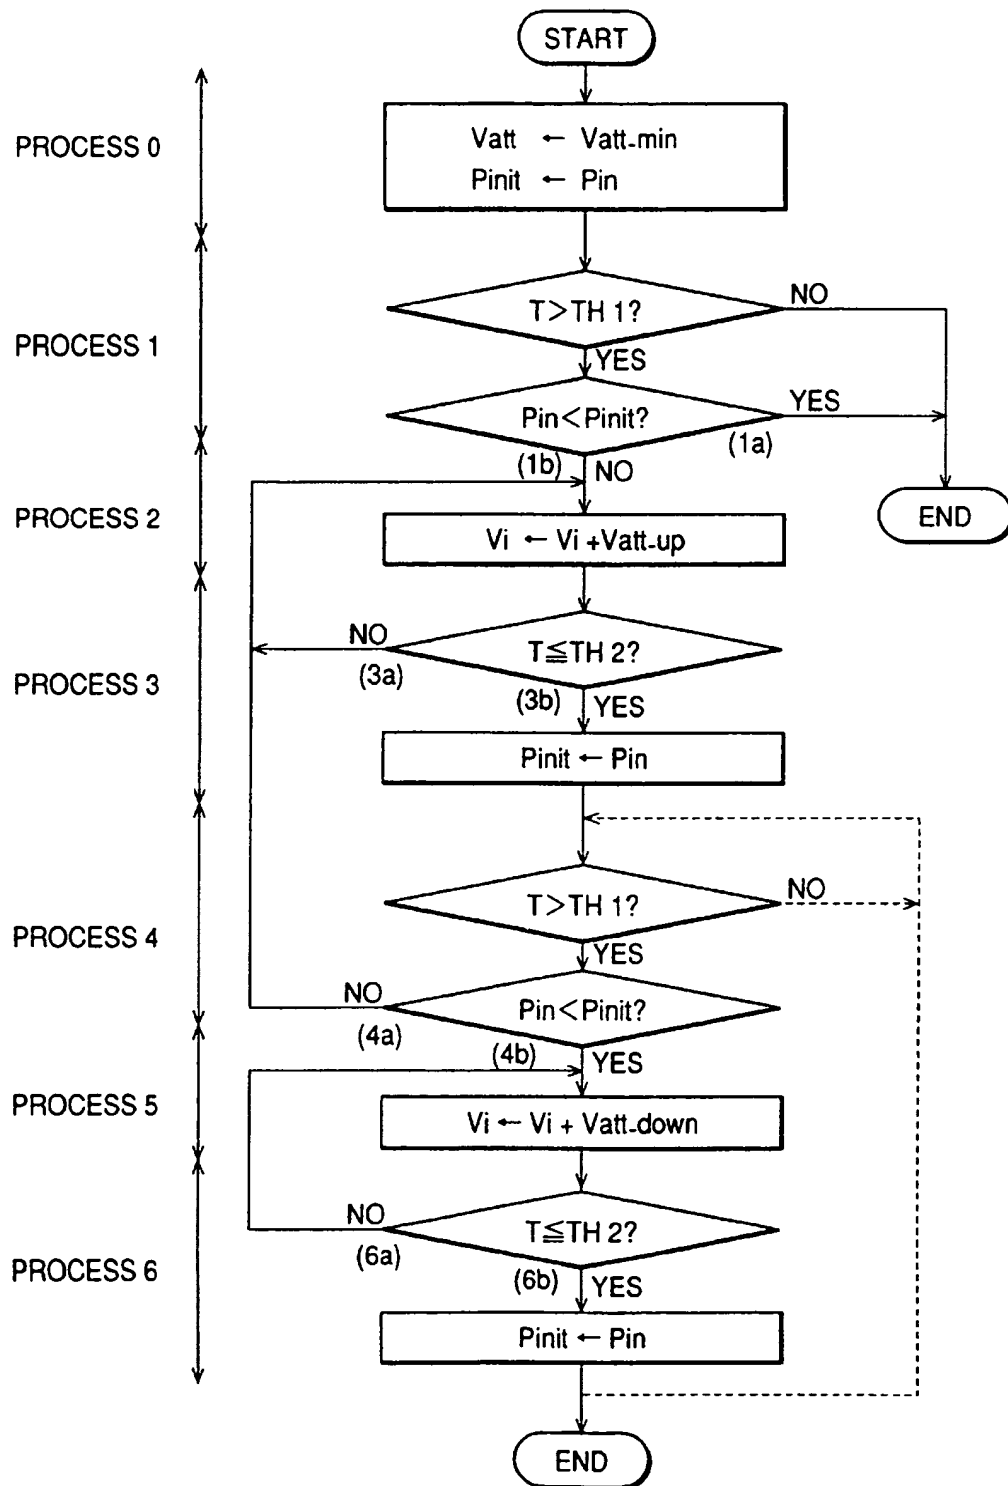 START
PROCESS 0
Vatt ← Vatt-min
Pinit ← Pin
PROCESS 1
T>TH 1?
NO
YES
Pin<Pinit?
YES
(1a)
(1b)
NO
END
PROCESS 2
Vi ← Vi +Vatt-up
PROCESS 3
NO
T≦TH 2?
(3a)
(3b)
YES
Pinit ← Pin
PROCESS 4
T>TH 1?
NO
YES
NO
Pin<Pinit?
(4a)
(4b)
YES
PROCESS 5
Vi ← Vi + Vatt-down
PROCESS 6
NO
T≦TH 2?
(6a)
(6b)
YES
Pinit ← Pin
END